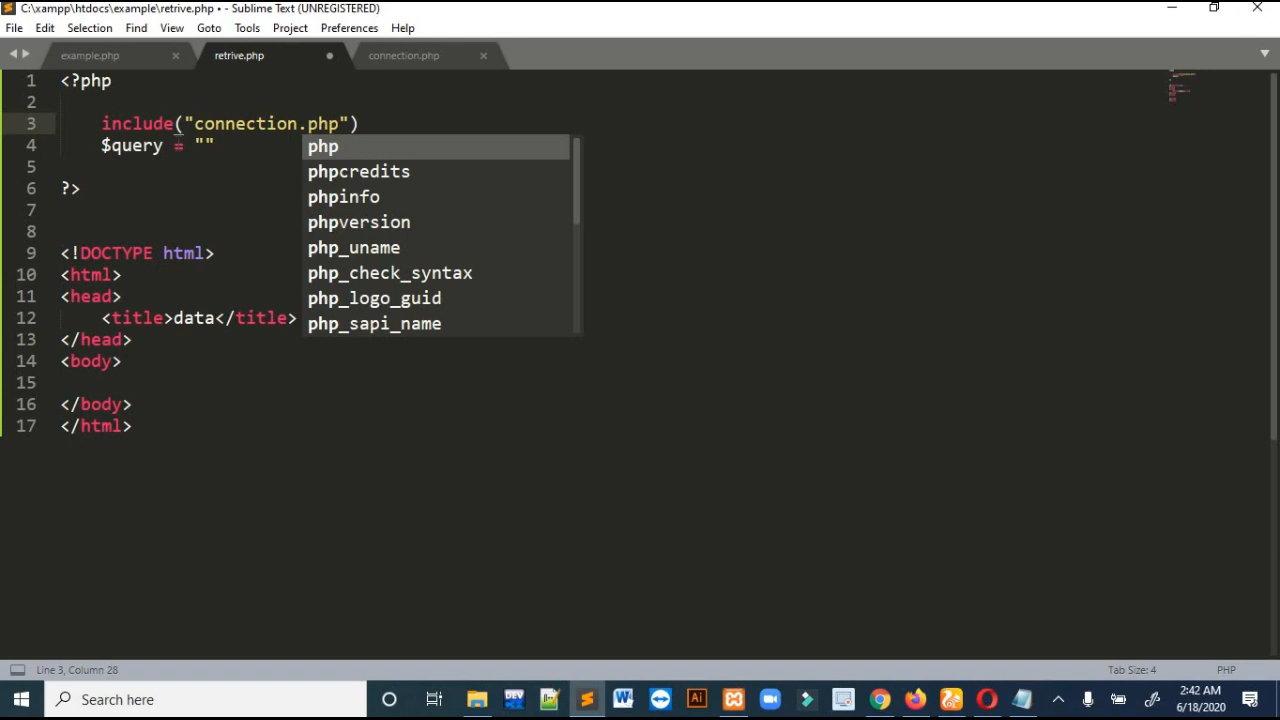 C:\xampp\htdocs\example\retrive.php • - Sublime Text (UNREGISTERED)
File Edit Selection Find View Goto Tools Project Preferences Help
example.php retrive.php connection.php
1 <?php
2
3 include("connection.php")
4 $query = ""
5
6 ?>
7
8
9 <!DOCTYPE html>
10 <html>
11 <head>
12 <title>data</title>
13 </head>
14 <body>
15
16 </body>
17 </html>
php
phpcredits
phpinfo
phpversion
php_uname
php_check_syntax
php_logo_guid
php_sapi_name
Line 3, Column 28 Tab Size: 4 PHP
Search here DEV W Ai 2:42 AM
6/18/2020